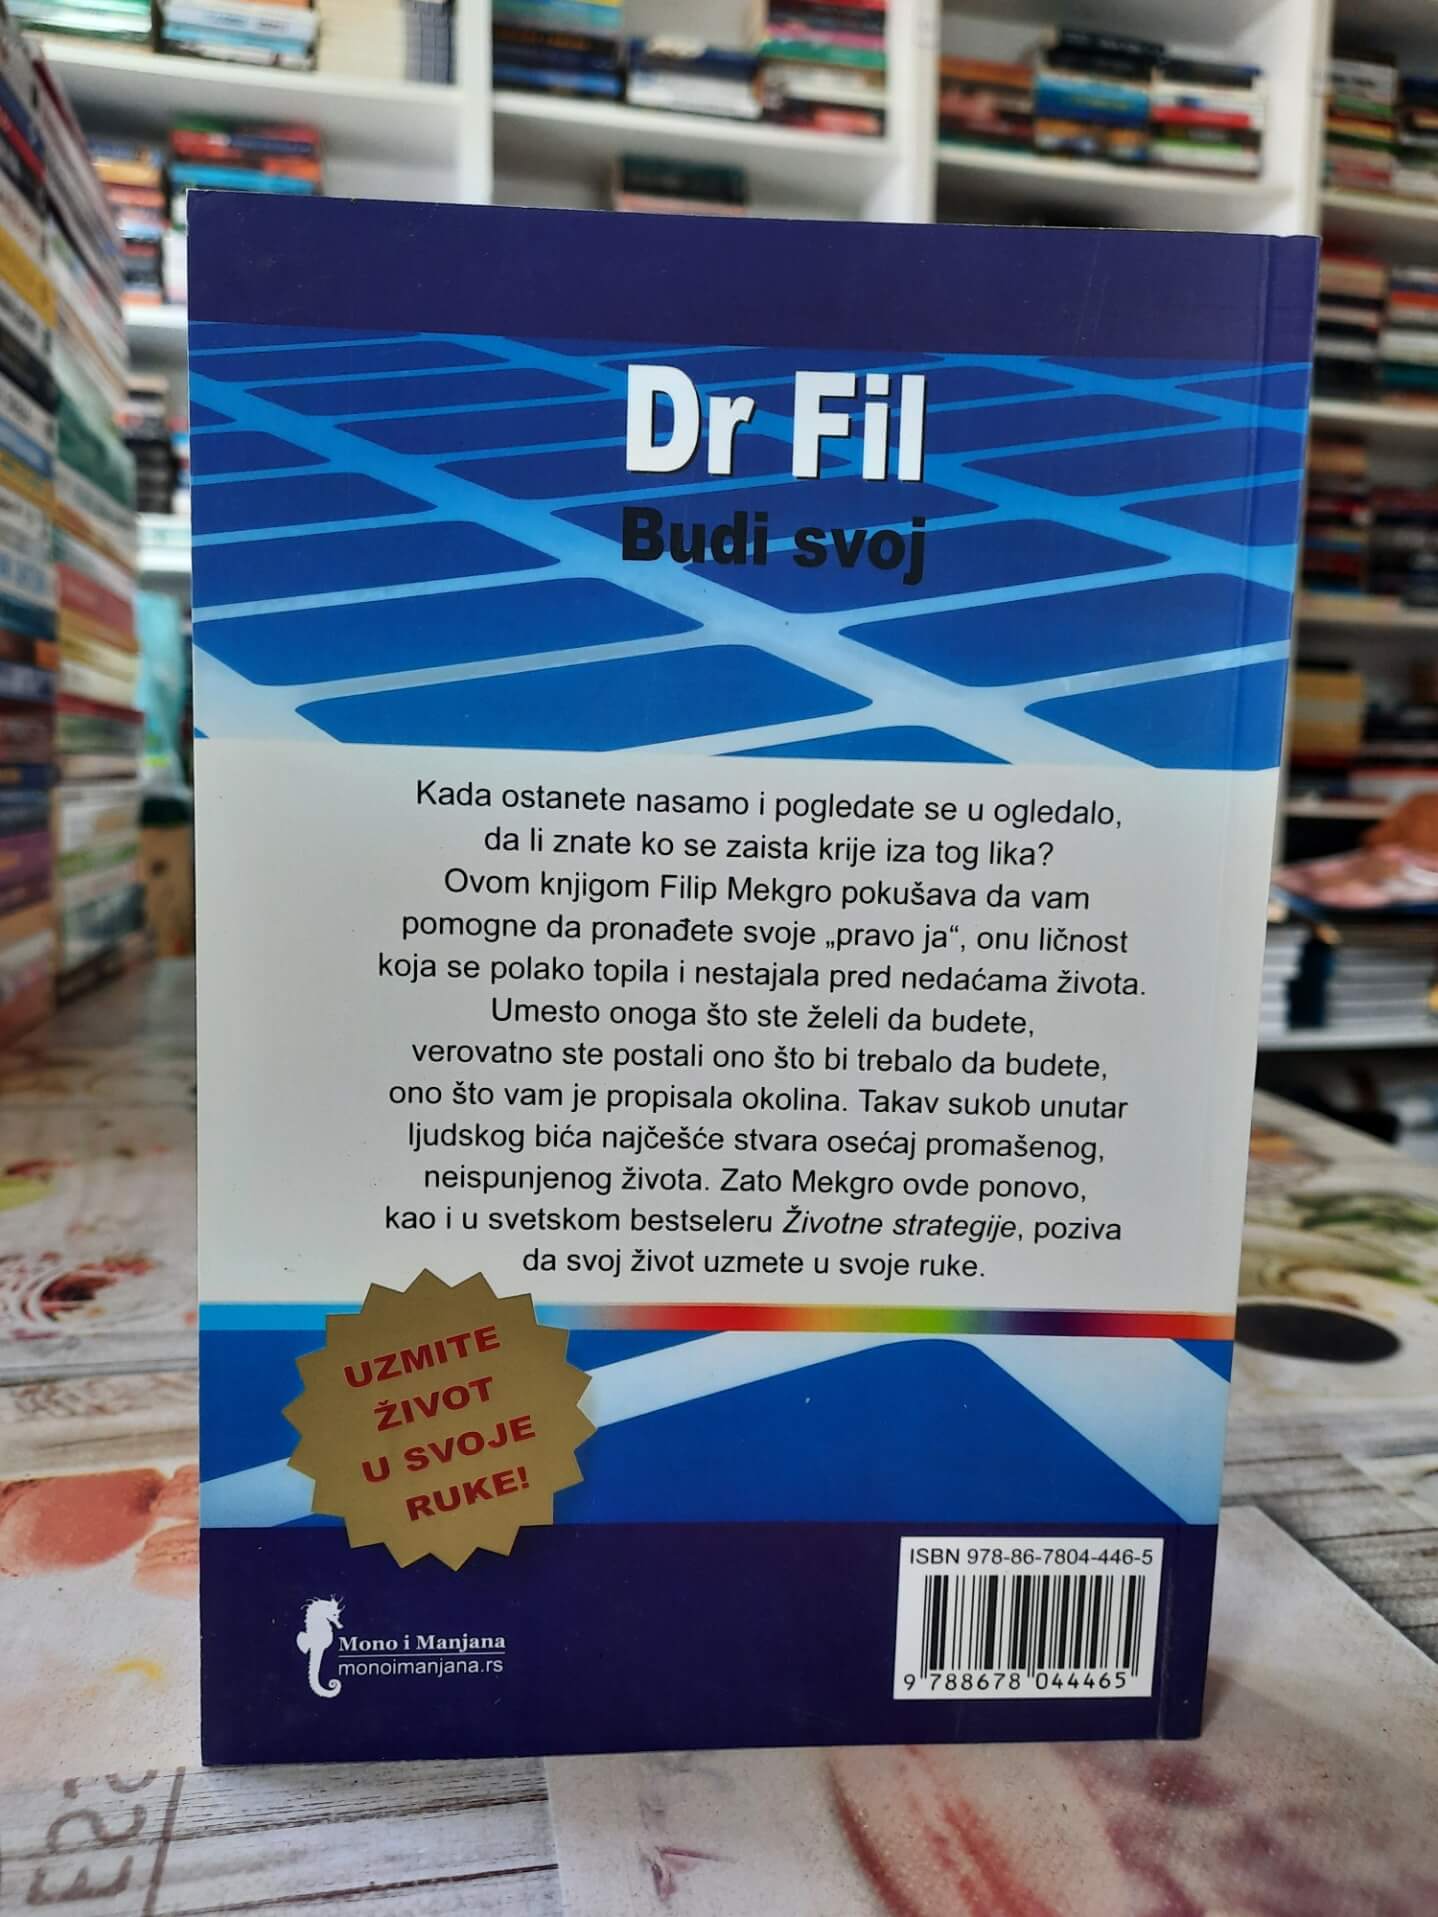 Dr Fil
Budi svoj
Kada ostanete nasamo i pogledate se u ogledalo,
da li znate ko se zaista krije iza tog lika?
Ovom knjigom Filip Mekgro pokušava da vam
pomogne da pronađete svoje „pravo ja“, onu ličnost
koja se polako topila i nestajala pred nedaćama života.
Umesto onoga što ste želeli da budete,
verovatno ste postali ono što bi trebalo da budete,
ono što vam je propisala okolina. Takav sukob unutar
ljudskog bića najčešće stvara osećaj promašenog,
neispunjenog života. Zato Mekgro ovde ponovo,
kao i u svetskom bestseleru Životne strategije, poziva
da svoj život uzmete u svoje ruke.
UZMITE
ŽIVOT
U SVOJE
RUKE!
Mono i Manjana
monoimanjana.rs
ISBN 978-86-7804-446-5
9 788678 044465